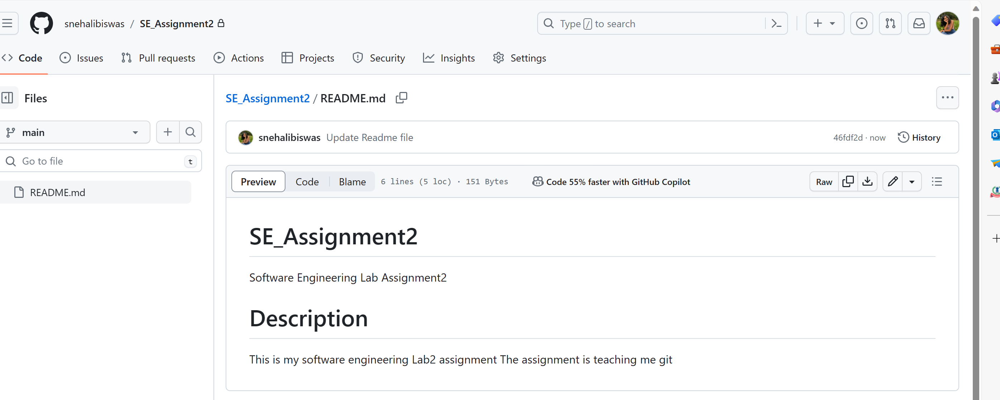 snehalibiswas / SE_Assignment2
Type / to search
Code
Issues
Pull requests
Actions
Projects
Security
Insights
Settings
Files
SE_Assignment2 / README.md
main
snehalibiswas Update Readme file
46fdf2d · now
History
Go to file
t
Preview
Code
Blame
6 lines (5 loc) · 151 Bytes
Code 55% faster with GitHub Copilot
Raw
README.md
SE_Assignment2
Software Engineering Lab Assignment2
Description
This is my software engineering Lab2 assignment The assignment is teaching me git